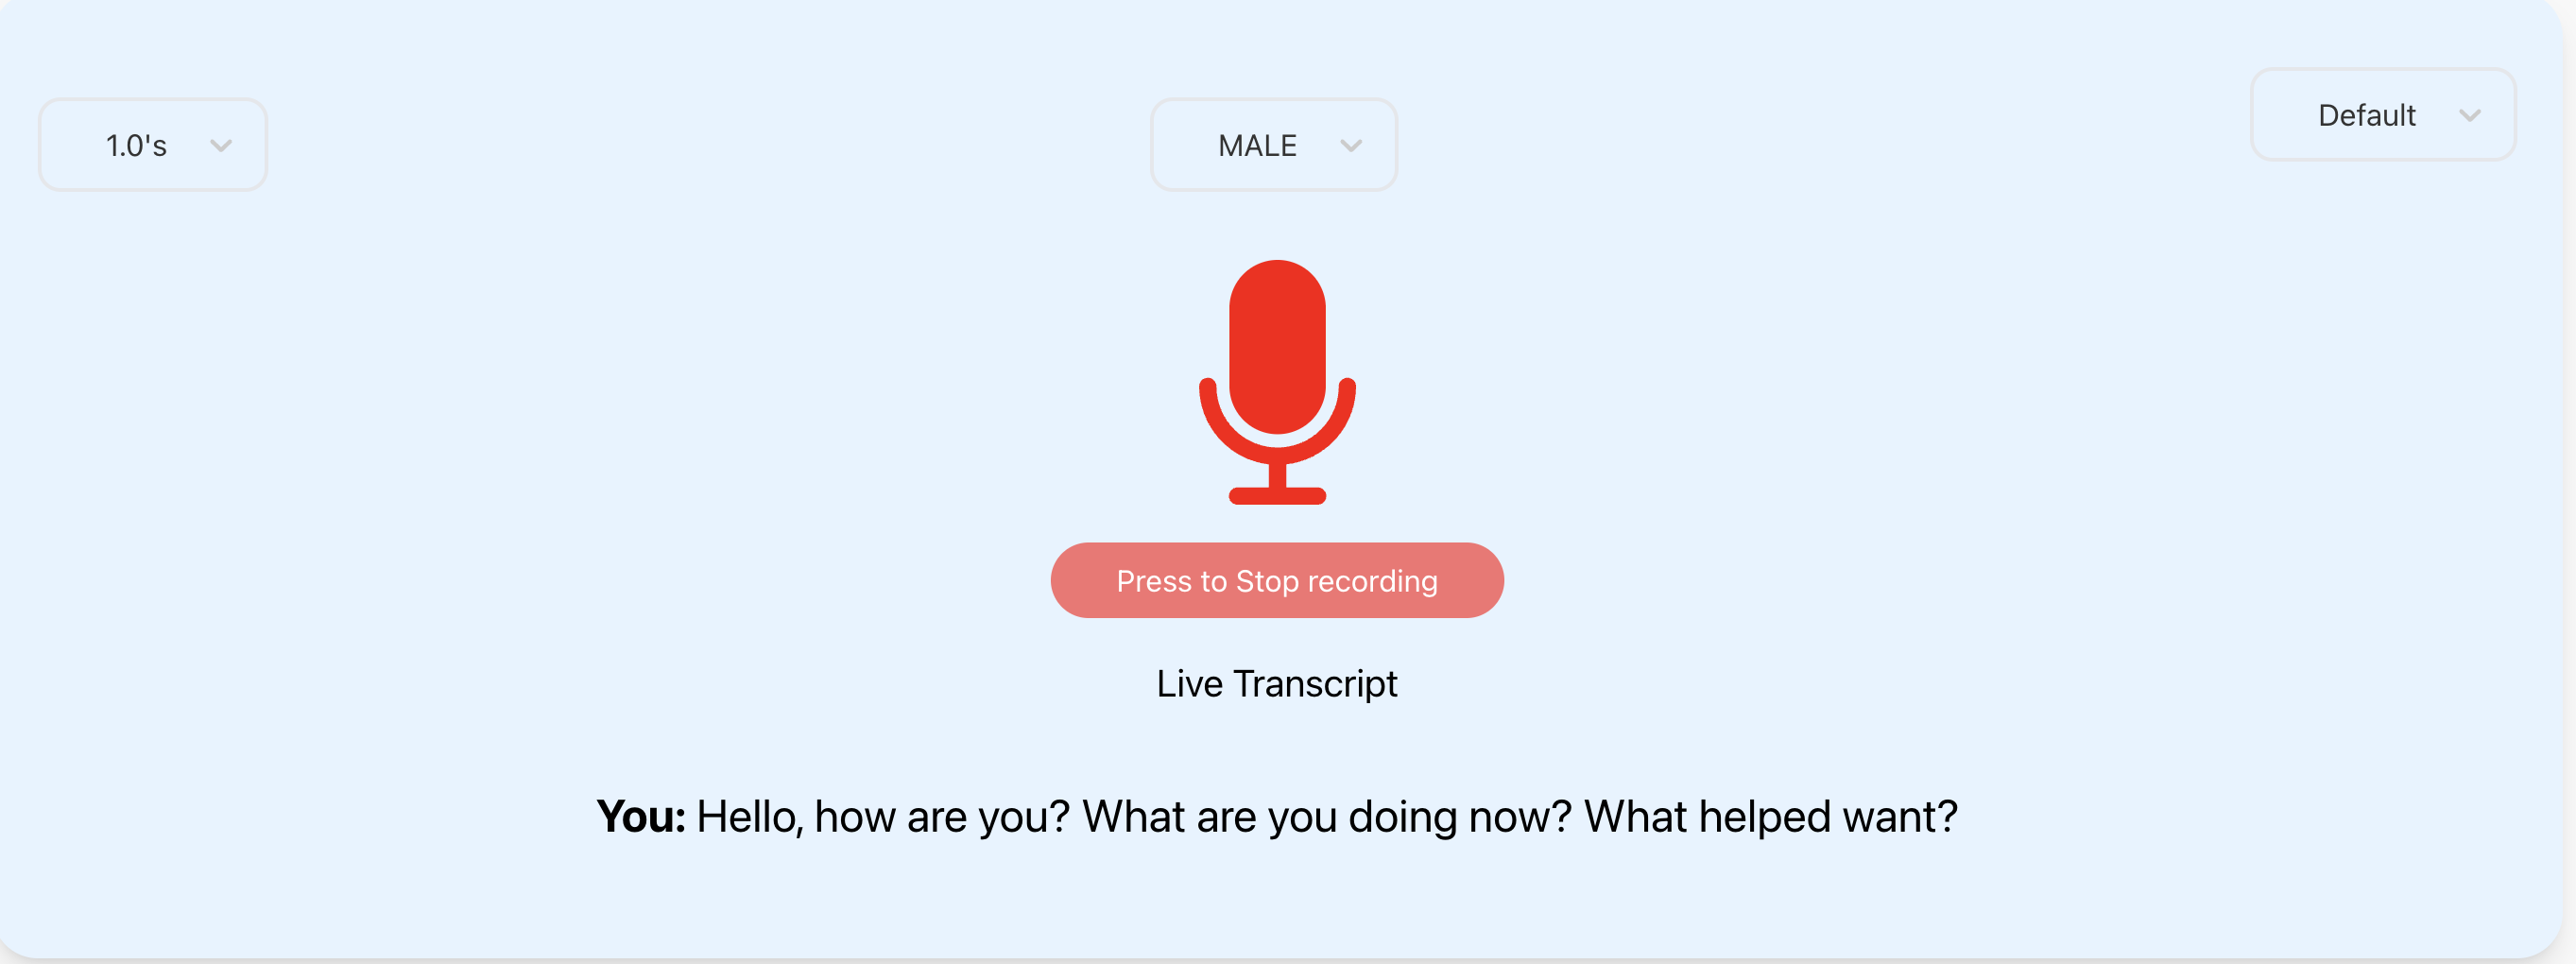 1.0's
MALE
Default
Press to Stop recording
Live Transcript
You: Hello, how are you? What are you doing now? What helped want?